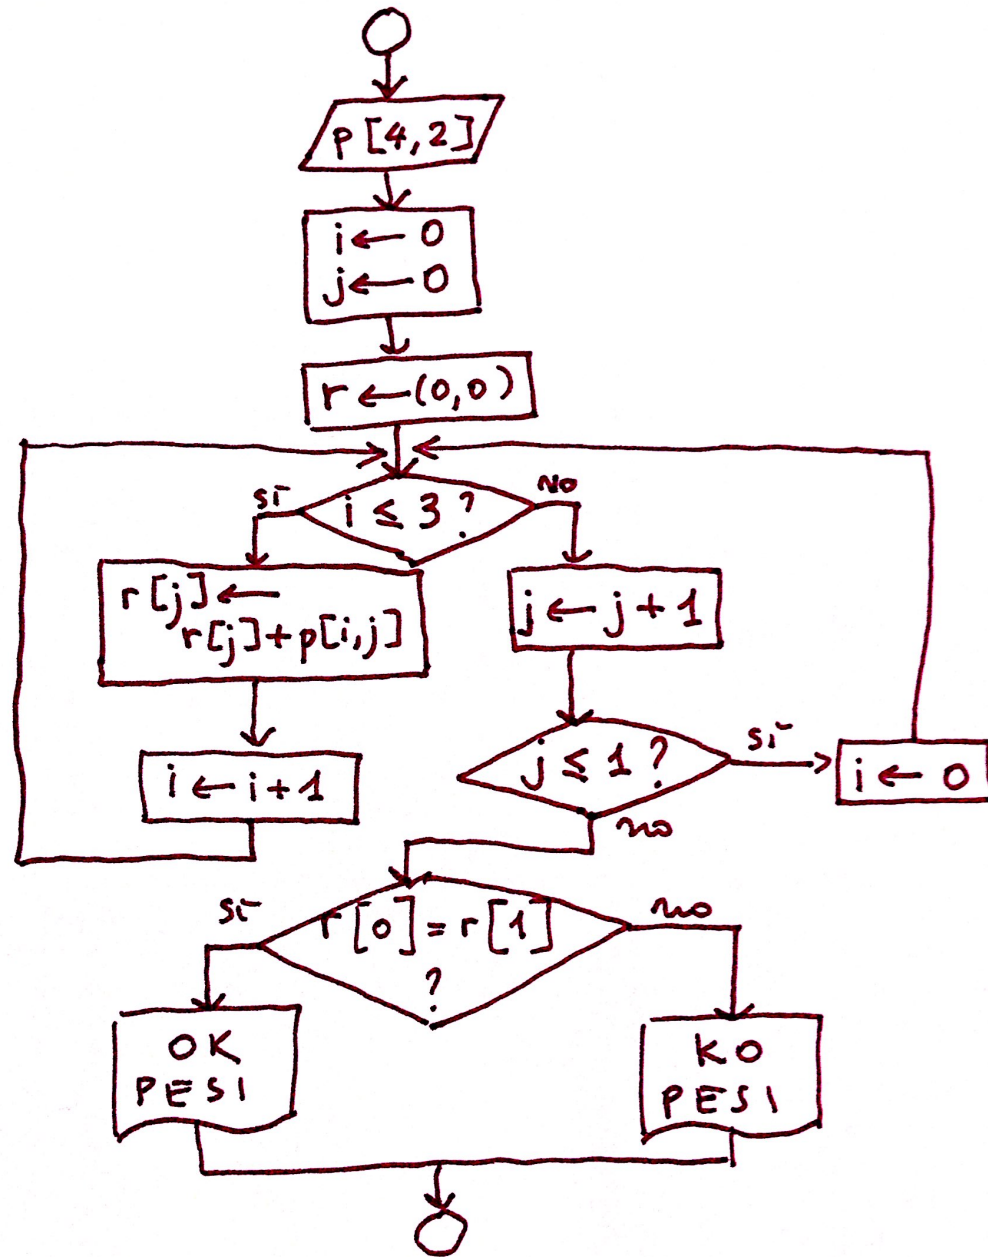 p[4,2]
i ← 0
j ← 0
r ← (0,0)
i ≤ 3 ?
sì
No
r[j] ←
r[j]+p[i,j]
j ← j+1
i ← i+1
j ≤ 1 ?
sì
i ← 0
no
r[0]=r[1]
?
sì
no
OK
PESI
KO
PESI